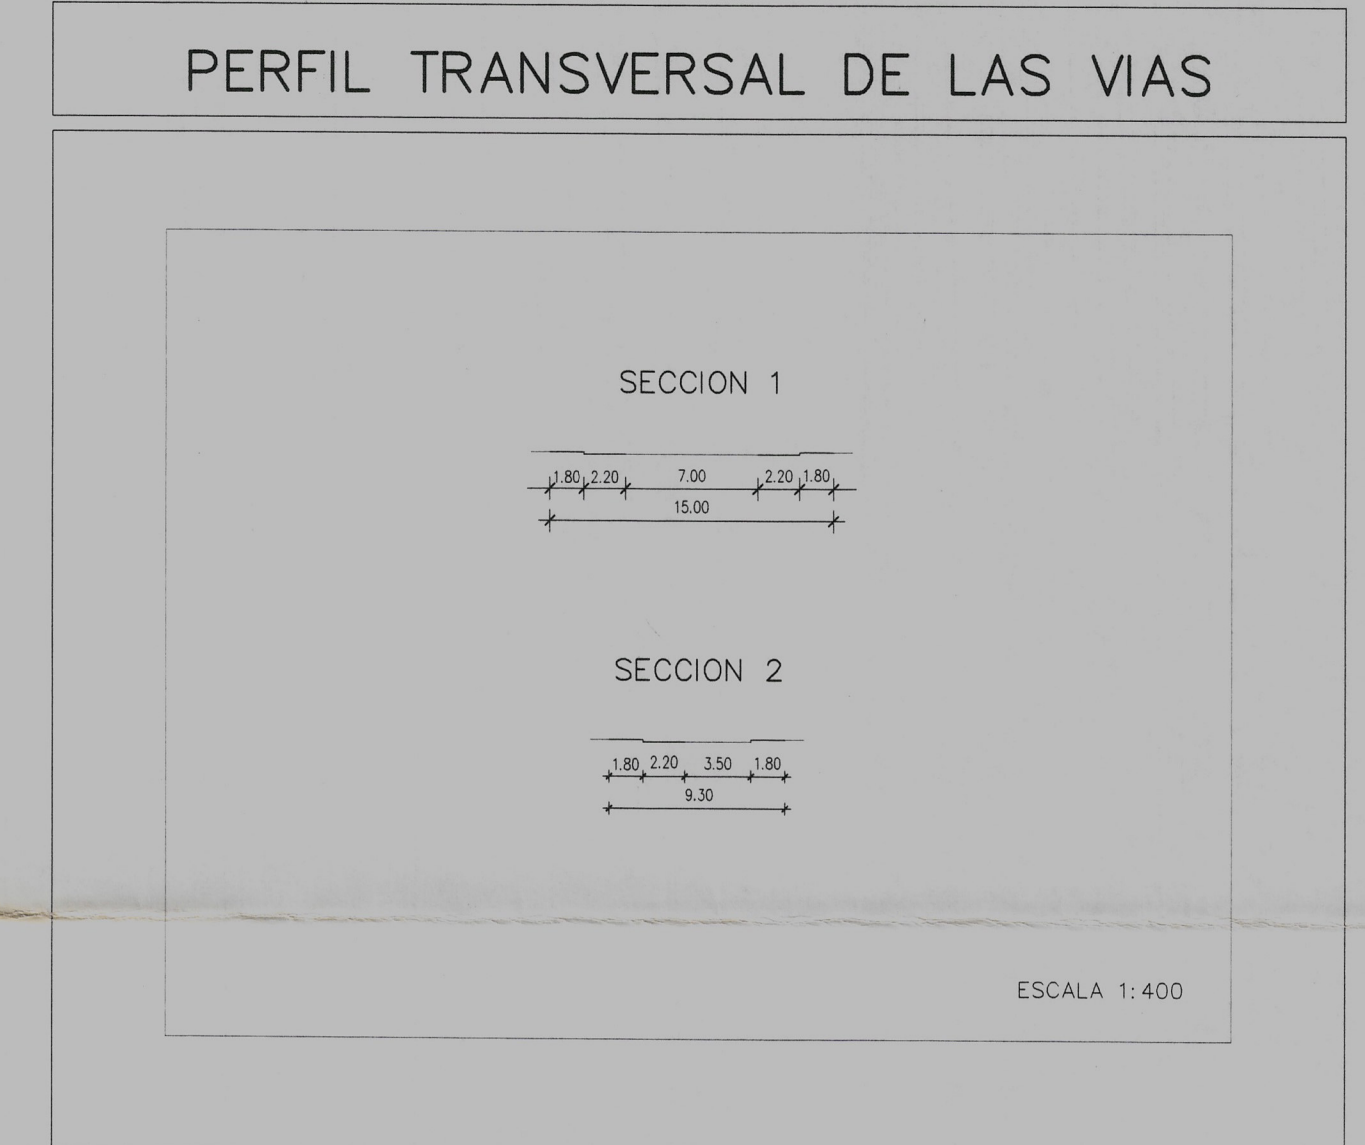 PERFIL TRANSVERSAL DE LAS VIAS
SECCION 1
1.80 2.20 7.00 2.20 1.80
15.00
SECCION 2
1.80 2.20 3.50 1.80
9.30
ESCALA 1:400